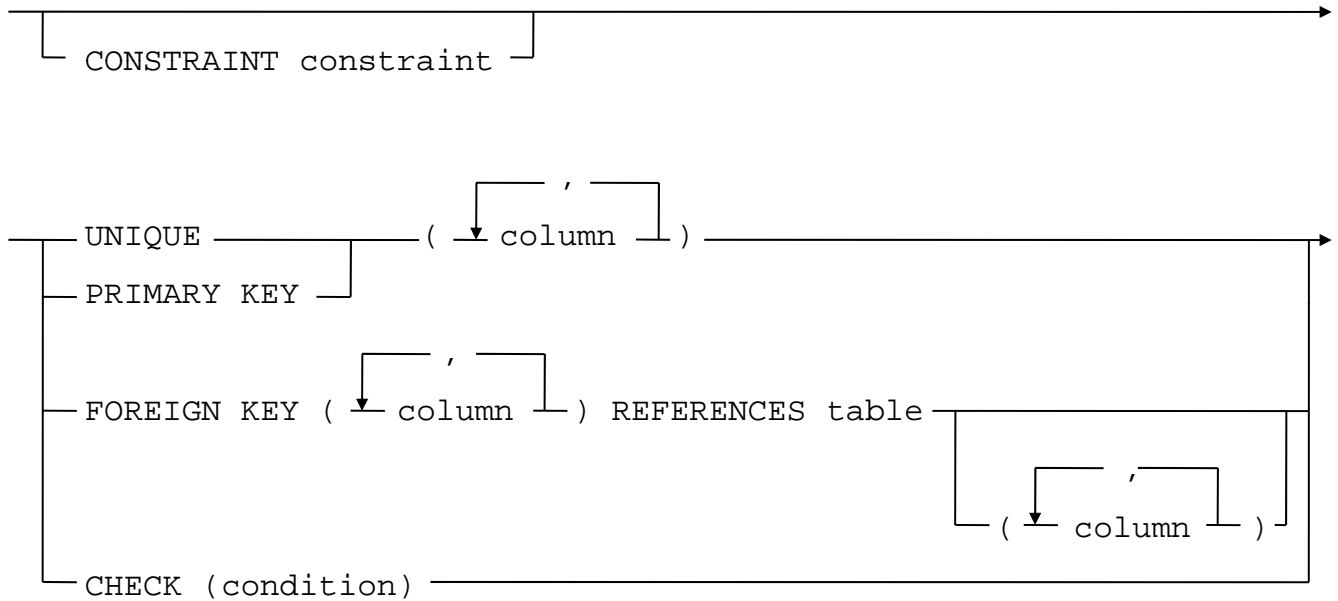 CONSTRAINT constraint
,
UNIQUE ( column )
PRIMARY KEY
,
FOREIGN KEY ( column ) REFERENCES table
,
( column )
CHECK (condition)